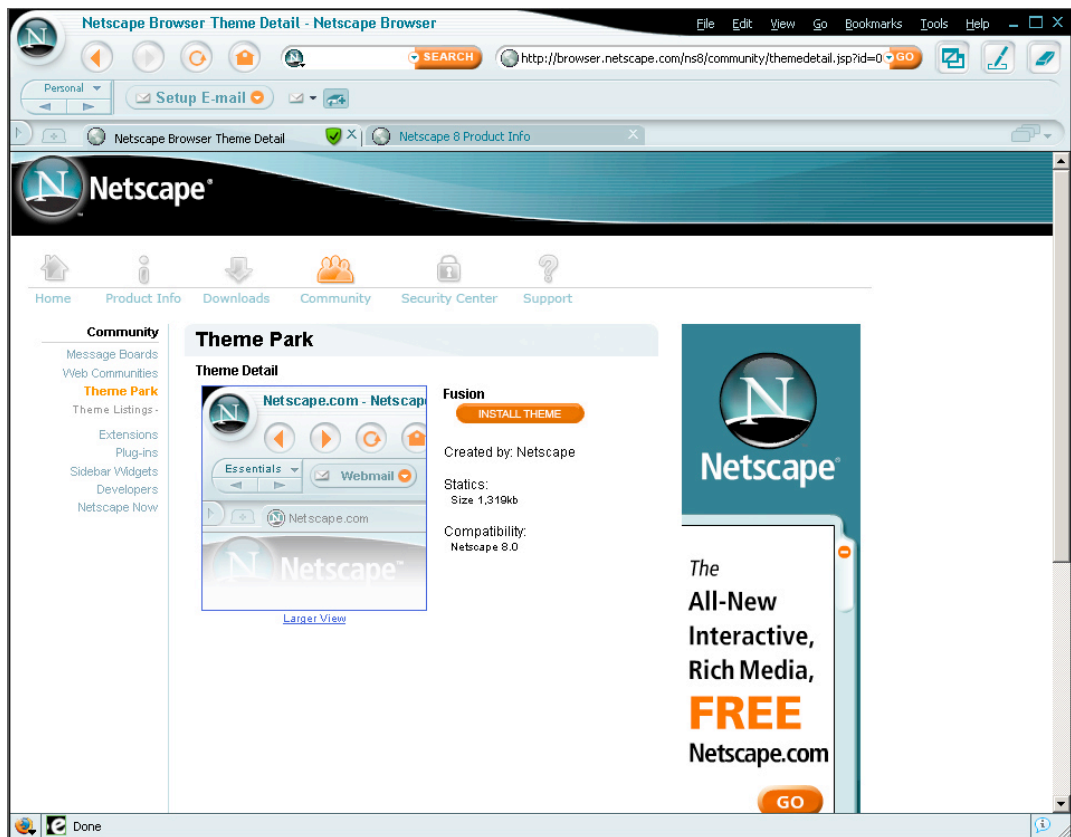 Netscape Browser Theme Detail - Netscape Browser
File Edit View Go Bookmarks Tools Help
SEARCH
http://browser.netscape.com/ns8/community/themedetail.jsp?id=0
GO
Personal
Setup E-mail
Netscape Browser Theme Detail
Netscape 8 Product Info
N Netscape®
Home Product Info Downloads Community Security Center Support
Community
Message Boards
Web Communities
Theme Park
Theme Listings-
Extensions
Plug-ins
Sidebar Widgets
Developers
Netscape Now
Theme Park
Theme Detail
N
Netscape.com - Netscap
Essentials
Webmail
Netscape.com
N Netscape™
Larger View
Fusion
INSTALL THEME
Created by: Netscape
Statics:
Size 1,319kb
Compatibility:
Netscape 8.0
N
Netscape®
The
All-New
Interactive,
Rich Media,
FREE
Netscape.com
GO
Done